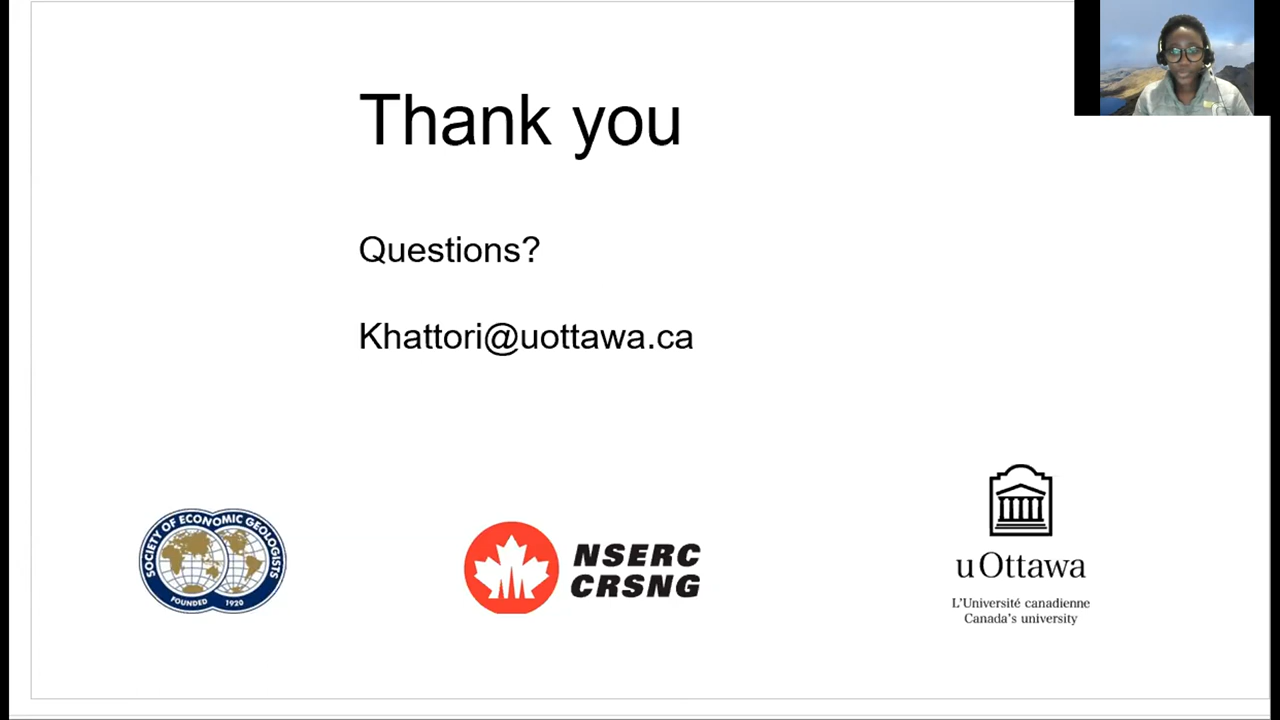 Thank you
Questions?
Khattori@uottawa.ca
SOCIETY OF ECONOMIC GEOLOGISTS
FOUNDED 1920
NSERC
CRSNG
uOttawa
L'Université canadienne
Canada's university